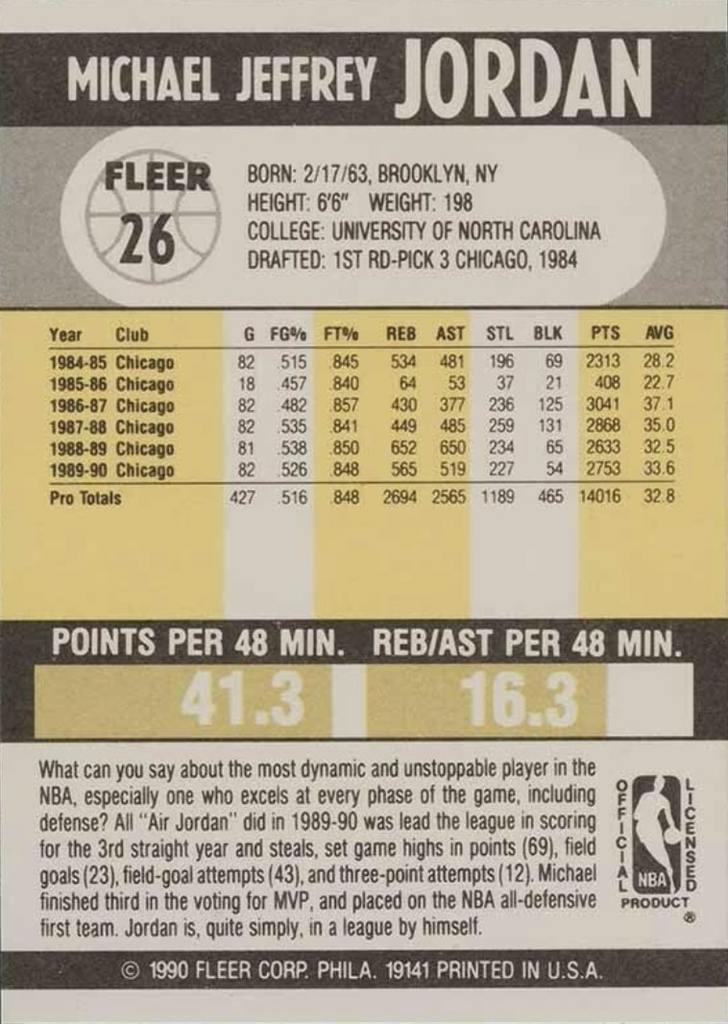 MICHAEL JEFFREY JORDAN
FLEER
26
BORN: 2/17/63, BROOKLYN, NY
HEIGHT: 6'6" WEIGHT: 198
COLLEGE: UNIVERSITY OF NORTH CAROLINA
DRAFTED: 1ST RD-PICK 3 CHICAGO, 1984
Year Club G FG% FT% REB AST STL BLK PTS AVG
1984-85 Chicago 82 .515 .845 534 481 196 69 2313 28.2
1985-86 Chicago 18 .457 .840 64 53 37 21 408 22.7
1986-87 Chicago 82 .482 .857 430 377 236 125 3041 37.1
1987-88 Chicago 82 .535 .841 449 485 259 131 2868 35.0
1988-89 Chicago 81 .538 .850 652 650 234 65 2633 32.5
1989-90 Chicago 82 .526 .848 565 519 227 54 2753 33.6
Pro Totals 427 .516 .848 2694 2565 1189 465 14016 32.8
POINTS PER 48 MIN. REB/AST PER 48 MIN.
41.3 16.3
What can you say about the most dynamic and unstoppable player in the
NBA, especially one who excels at every phase of the game, including
defense? All "Air Jordan" did in 1989-90 was lead the league in scoring
for the 3rd straight year and steals, set game highs in points (69), field
goals (23), field-goal attempts (43), and three-point attempts (12). Michael
finished third in the voting for MVP, and placed on the NBA all-defensive
first team. Jordan is, quite simply, in a league by himself.
OFFICIAL
LICENSED
NBA
PRODUCT
®
© 1990 FLEER CORP. PHILA. 19141 PRINTED IN U.S.A.